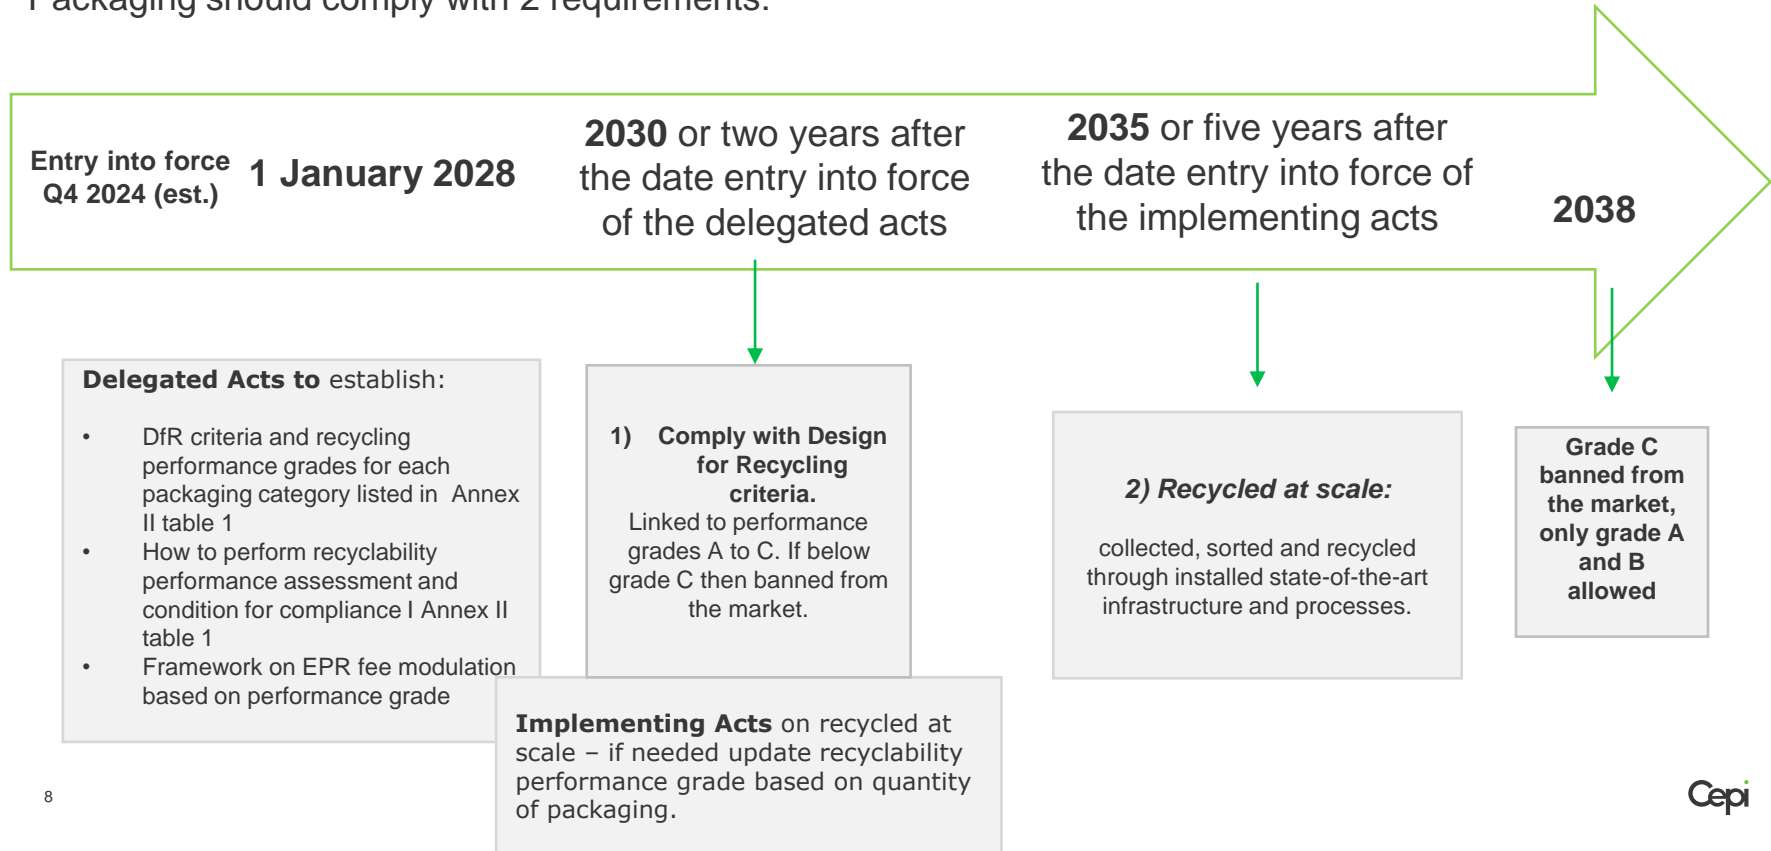 Packaging should comply with 2 requirements:
Entry into force
Q4 2024 (est.)
1 January 2028
2030 or two years after
the date entry into force
of the delegated acts
2035 or five years after
the date entry into force of
the implementing acts
2038
Delegated Acts to establish:
• DfR criteria and recycling
performance grades for each
packaging category listed in Annex
II table 1
• How to perform recyclability
performance assessment and
condition for compliance I Annex II
table 1
• Framework on EPR fee modulation
based on performance grade
1) Comply with Design
for Recycling
criteria.
Linked to performance
grades A to C. If below
grade C then banned from
the market.
Implementing Acts on recycled at
scale – if needed update recyclability
performance grade based on quantity
of packaging.
2) Recycled at scale:
collected, sorted and recycled
through installed state-of-the-art
infrastructure and processes.
Grade C
banned from
the market,
only grade A
and B
allowed
8
Cepi